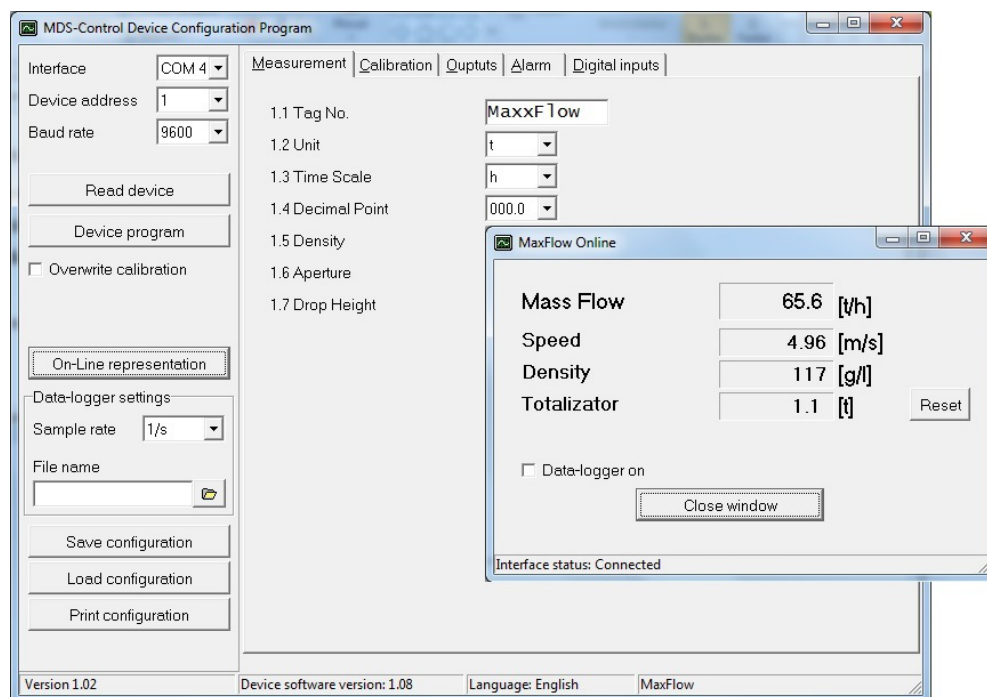 MDS-Control Device Configuration Program
Interface COM 4
Device address 1
Baud rate 9600
Read device
Device program
Overwrite calibration
On-Line representation
Data-logger settings
Sample rate 1/s
File name
Save configuration
Load configuration
Print configuration
Measurement Calibration Ouptuts Alarm Digital inputs
1.1 Tag No. MaxxFlow
1.2 Unit t
1.3 Time Scale h
1.4 Decimal Point 000.0
1.5 Density
1.6 Aperture
1.7 Drop Height
MaxFlow Online
Mass Flow 65.6 [t/h]
Speed 4.96 [m/s]
Density 117 [g/l]
Totalizator 1.1 [t] Reset
Data-logger on
Close window
Interface status: Connected
Version 1.02 Device software version: 1.08 Language: English MaxFlow